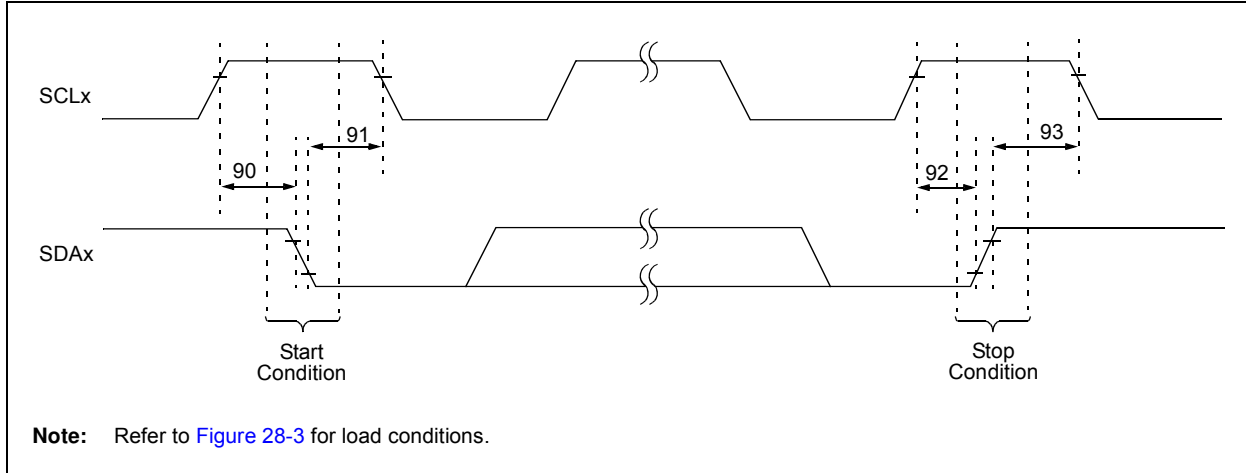 SCLx
91
93
90
92
SDAx
Start
Condition
Stop
Condition
Note: Refer to Figure 28-3 for load conditions.